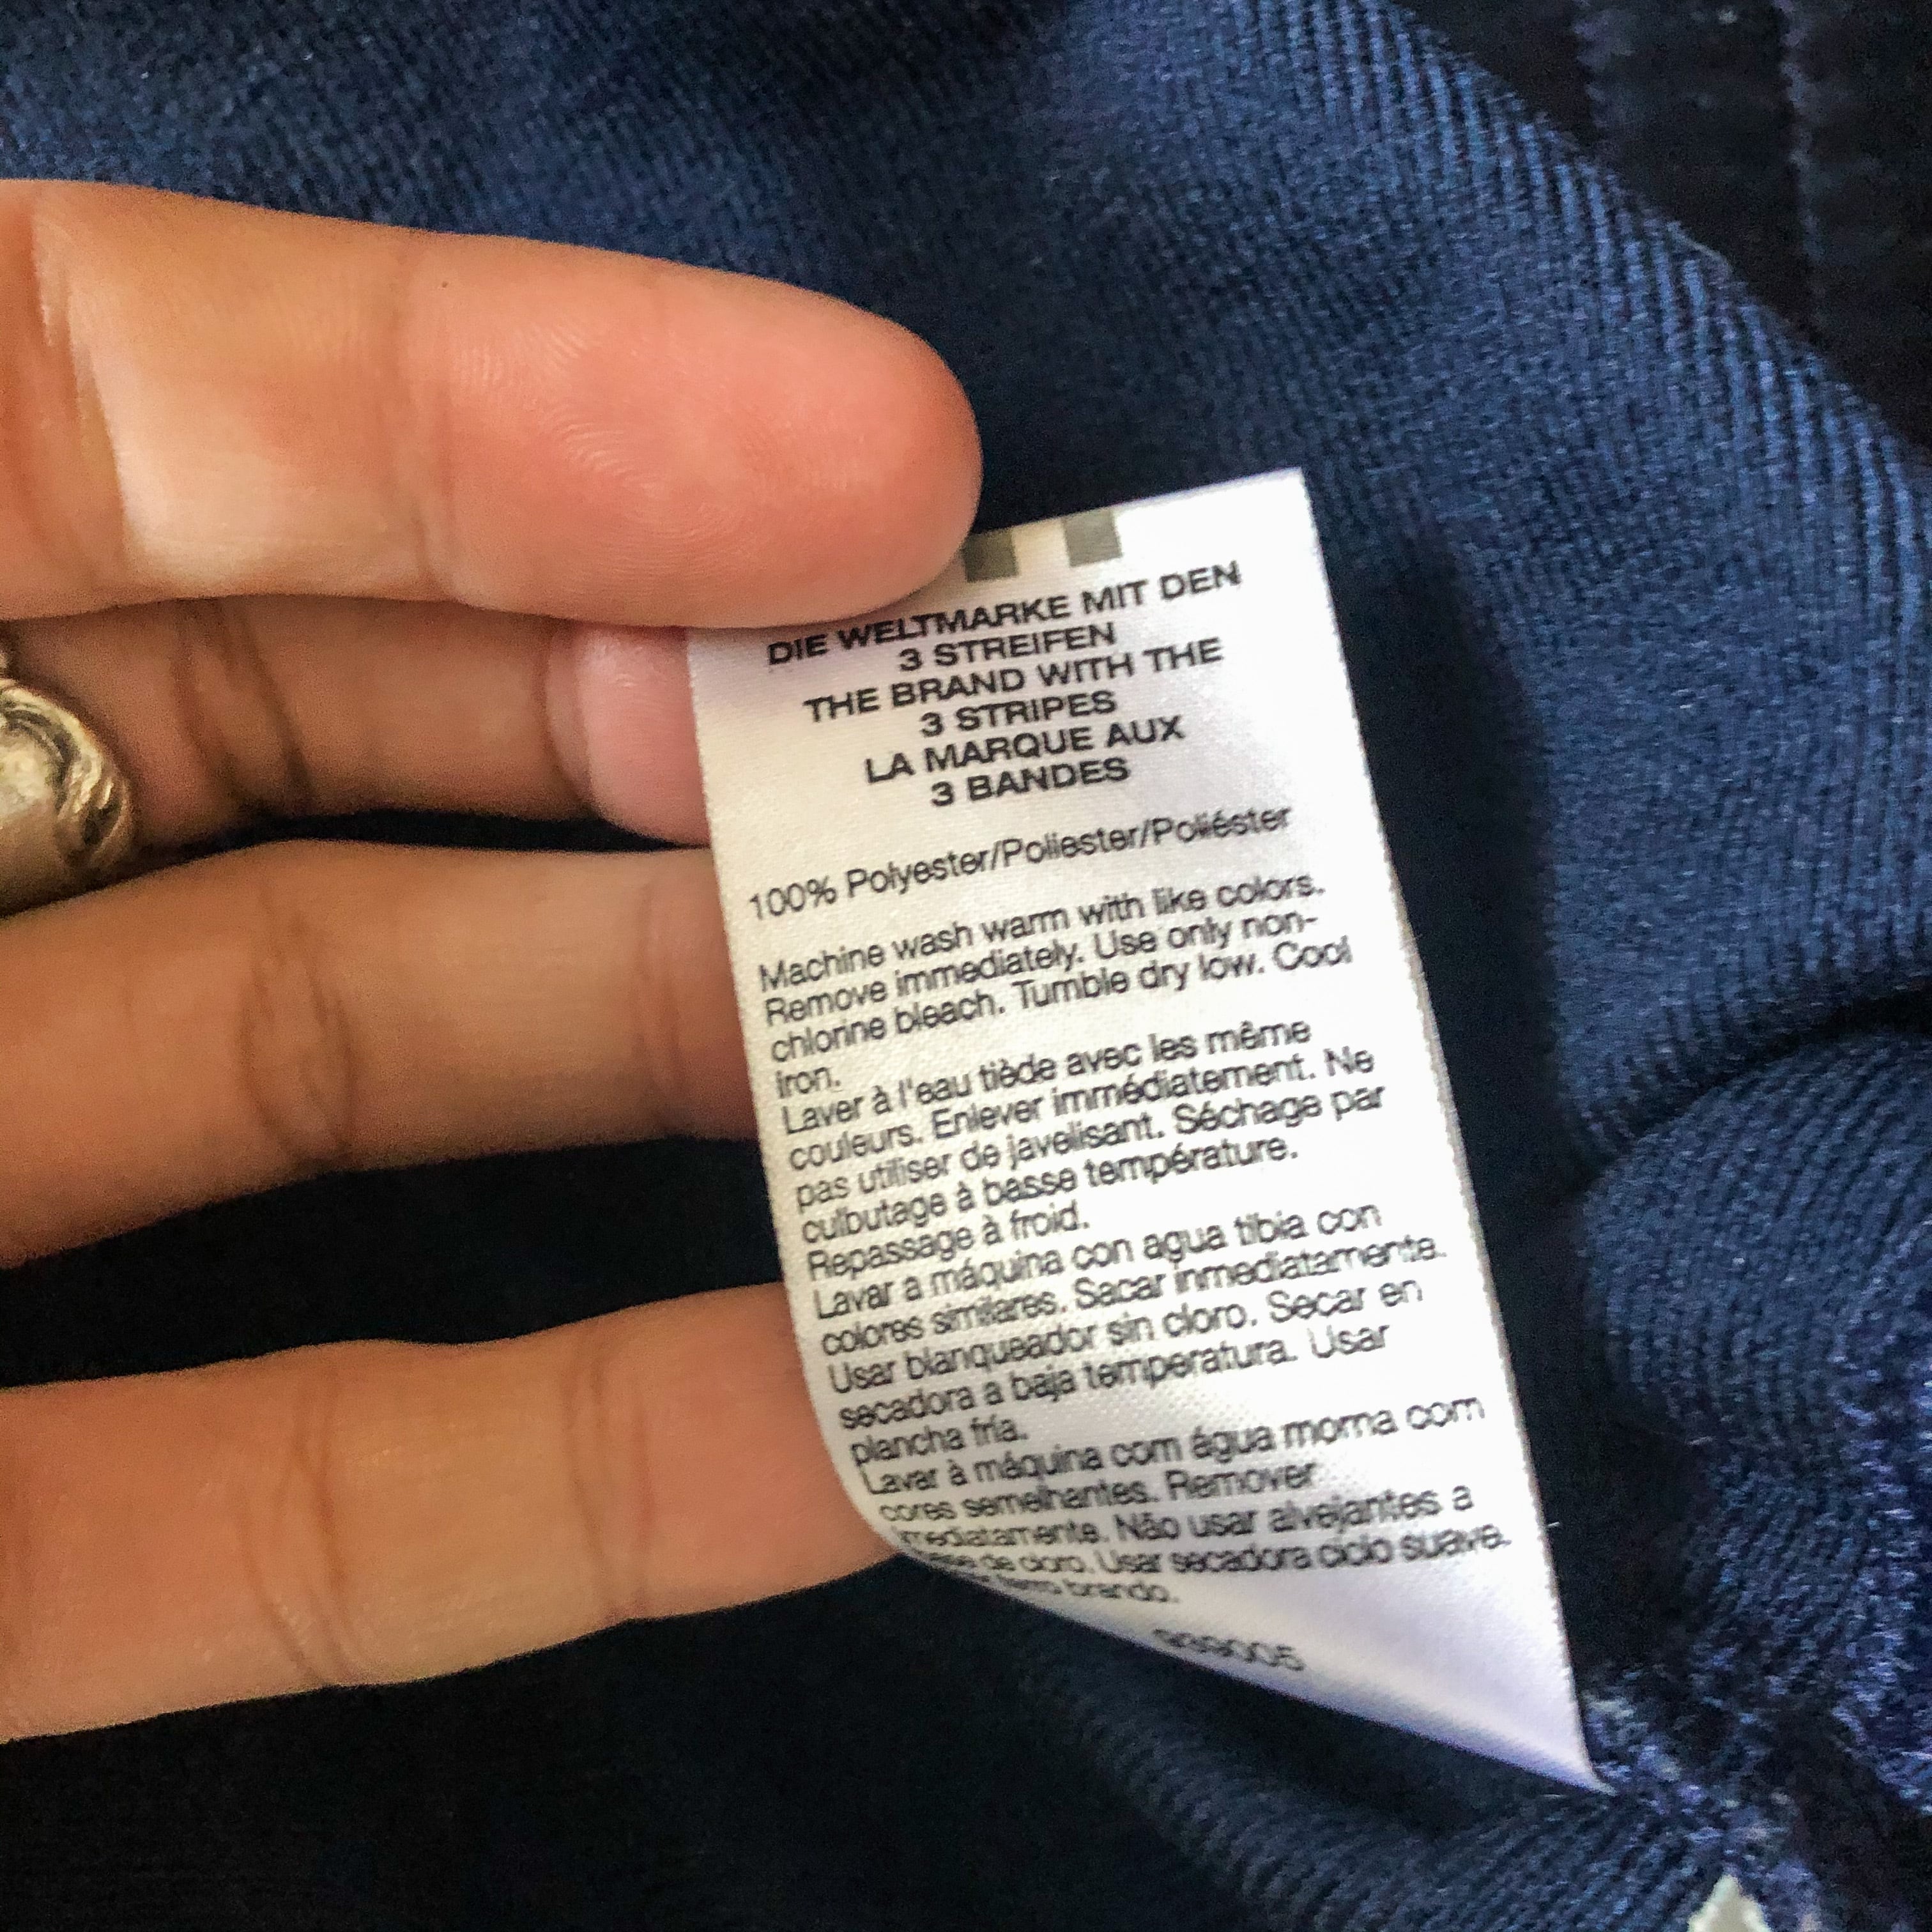 DIE WELTMARKE MIT DEN
3 STREIFEN
THE BRAND WITH THE
3 STRIPES
LA MARQUE AUX
3 BANDES
100% Polyester/Poliester/Poliéster
Machine wash warm with like colors.
Remove immediately. Use only non-
chlorine bleach. Tumble dry low. Cool
iron.
Laver à l'eau tiède avec les même
couleurs. Enlever immédiatement. Ne
pas utiliser de javelisant. Séchage par
culbutage à basse température.
Repassage à froid.
Lavar a máquina con agua tibia con
colores similares. Sacar inmediatamente.
Usar blanqueador sin cloro. Secar en
secadora a baja temperatura. Usar
plancha fría.
Lavar à máquina com água morna com
cores semelhantes. Remover
imediatamente. Não usar alvejantes a
de cloro. Usar secadora ciclo suave.
ferro brando.